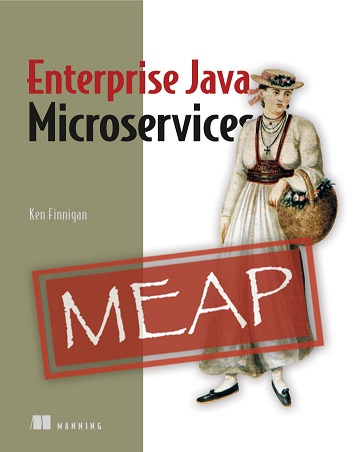 Enterprise Java
Microservices
Ken Finnigan
MEAP
MANNING